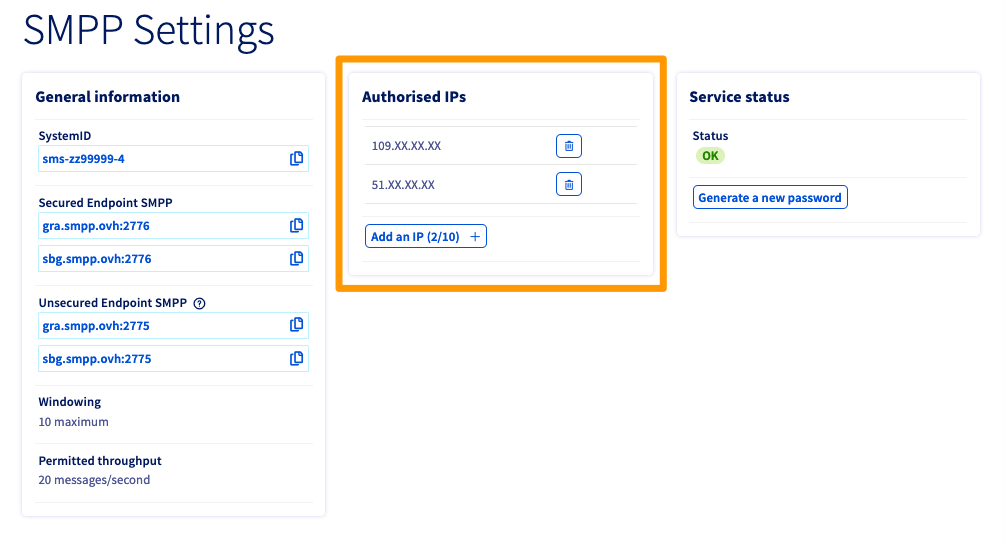 SMPP Settings
General information
SystemID
sms-zz99999-4
Secured Endpoint SMPP
gra.smpp.ovh:2776
sbg.smpp.ovh:2776
Unsecured Endpoint SMPP ?
gra.smpp.ovh:2775
sbg.smpp.ovh:2775
Windowing
10 maximum
Permitted throughput
20 messages/second
Authorised IPs
109.XX.XX.XX
51.XX.XX.XX
Add an IP (2/10) +
Service status
Status
OK
Generate a new password